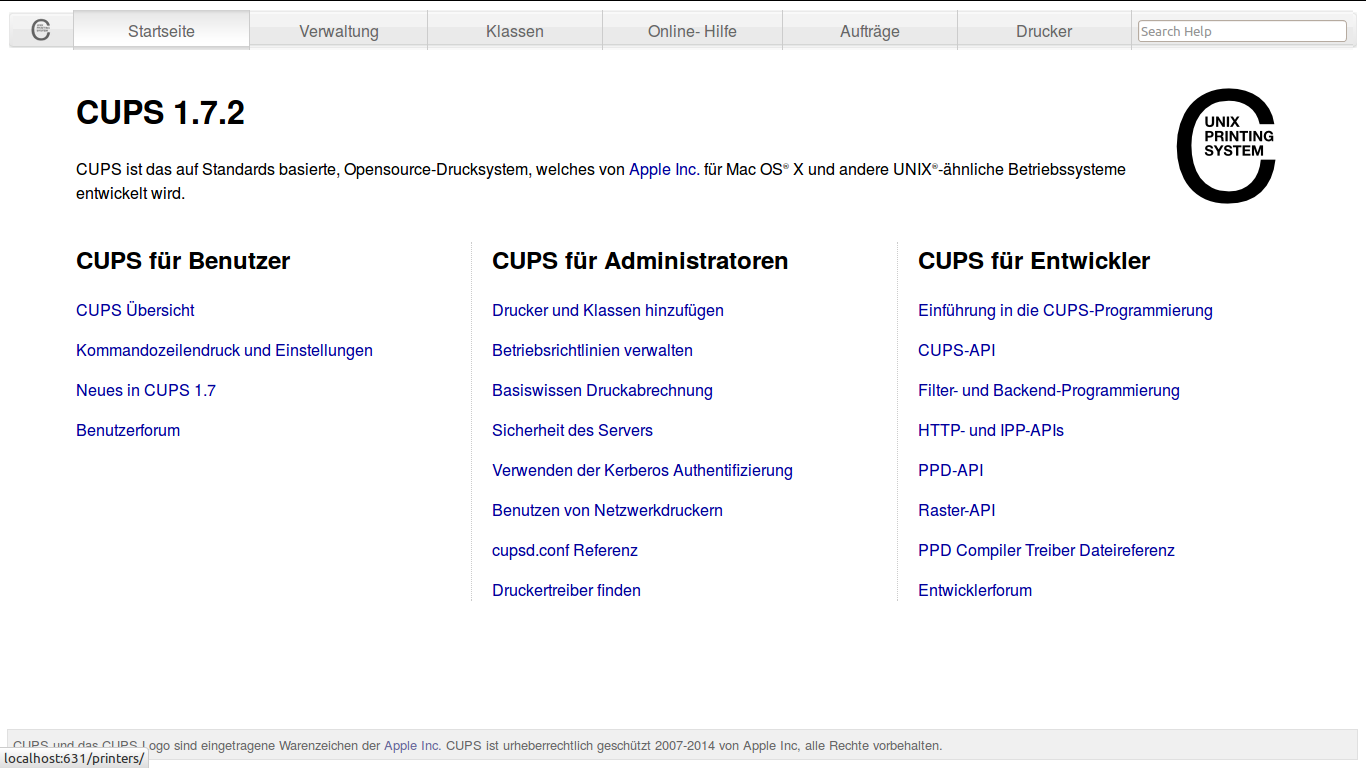 Startseite
Verwaltung
Klassen
Online- Hilfe
Aufträge
Drucker
Search Help
CUPS 1.7.2
UNIX
PRINTING
SYSTEM
CUPS ist das auf Standards basierte, Opensource-Drucksystem, welches von Apple Inc. für Mac OS® X und andere UNIX®-ähnliche Betriebssysteme
entwickelt wird.
CUPS für Benutzer
CUPS Übersicht
Kommandozeilendruck und Einstellungen
Neues in CUPS 1.7
Benutzerforum
CUPS für Administratoren
Drucker und Klassen hinzufügen
Betriebsrichtlinien verwalten
Basiswissen Druckabrechnung
Sicherheit des Servers
Verwenden der Kerberos Authentifizierung
Benutzen von Netzwerkdruckern
cupsd.conf Referenz
Druckertreiber finden
CUPS für Entwickler
Einführung in die CUPS-Programmierung
CUPS-API
Filter- und Backend-Programmierung
HTTP- und IPP-APIs
PPD-API
Raster-API
PPD Compiler Treiber Dateireferenz
Entwicklerforum
CUPS und das CUPS Logo sind eingetragene Warenzeichen der Apple Inc. CUPS ist urheberrechtlich geschützt 2007-2014 von Apple Inc, alle Rechte vorbehalten.
localhost:631/printers/